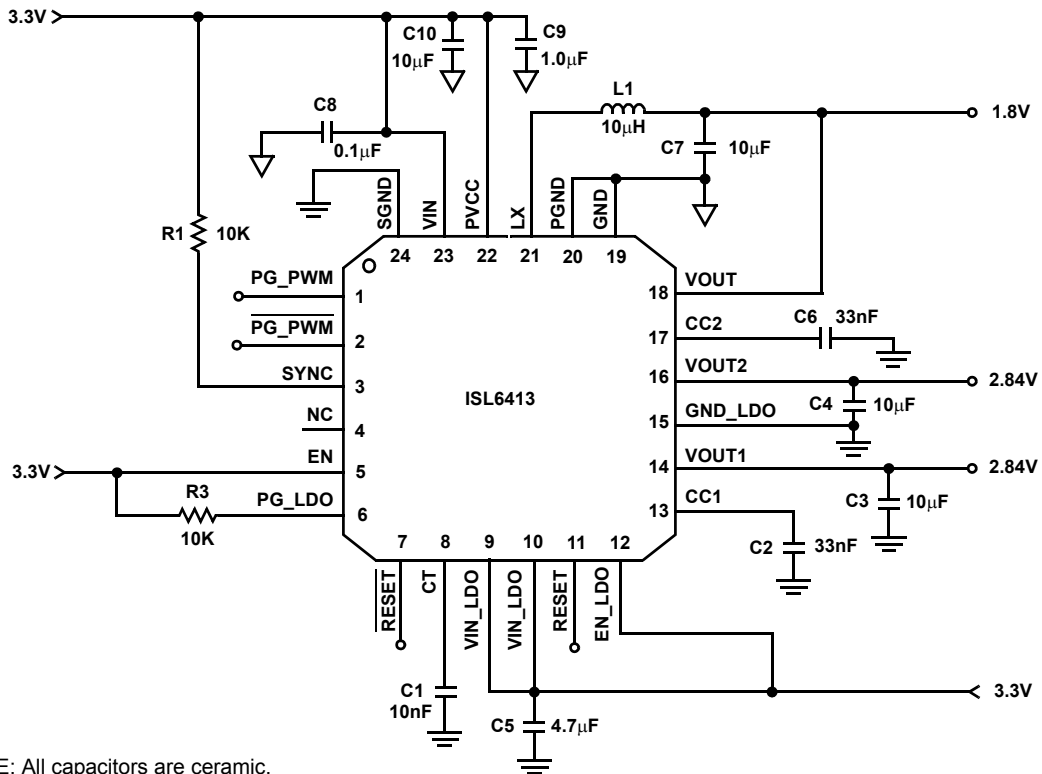 3.3V
C10
10µF
C9
1.0µF
C8
0.1µF
L1
10µH
1.8V
C7
10µF
SGND
VIN
PVCC
LX
PGND
GND
R1
10K
24
23
22
21
20
19
PG_PWM
1
PG_PWM
2
SYNC
3
NC
4
EN
5
3.3V
PG_LDO
6
R3
10K
ISL6413
18
VOUT
17
CC2
C6
33nF
16
VOUT2
2.84V
C4
10µF
15
GND_LDO
14
VOUT1
2.84V
C3
10µF
13
CC1
C2
33nF
7
8
9
10
11
12
RESET
CT
VIN_LDO
VIN_LDO
RESET
EN_LDO
C1
10nF
C5
4.7µF
3.3V
E: All capacitors are ceramic.